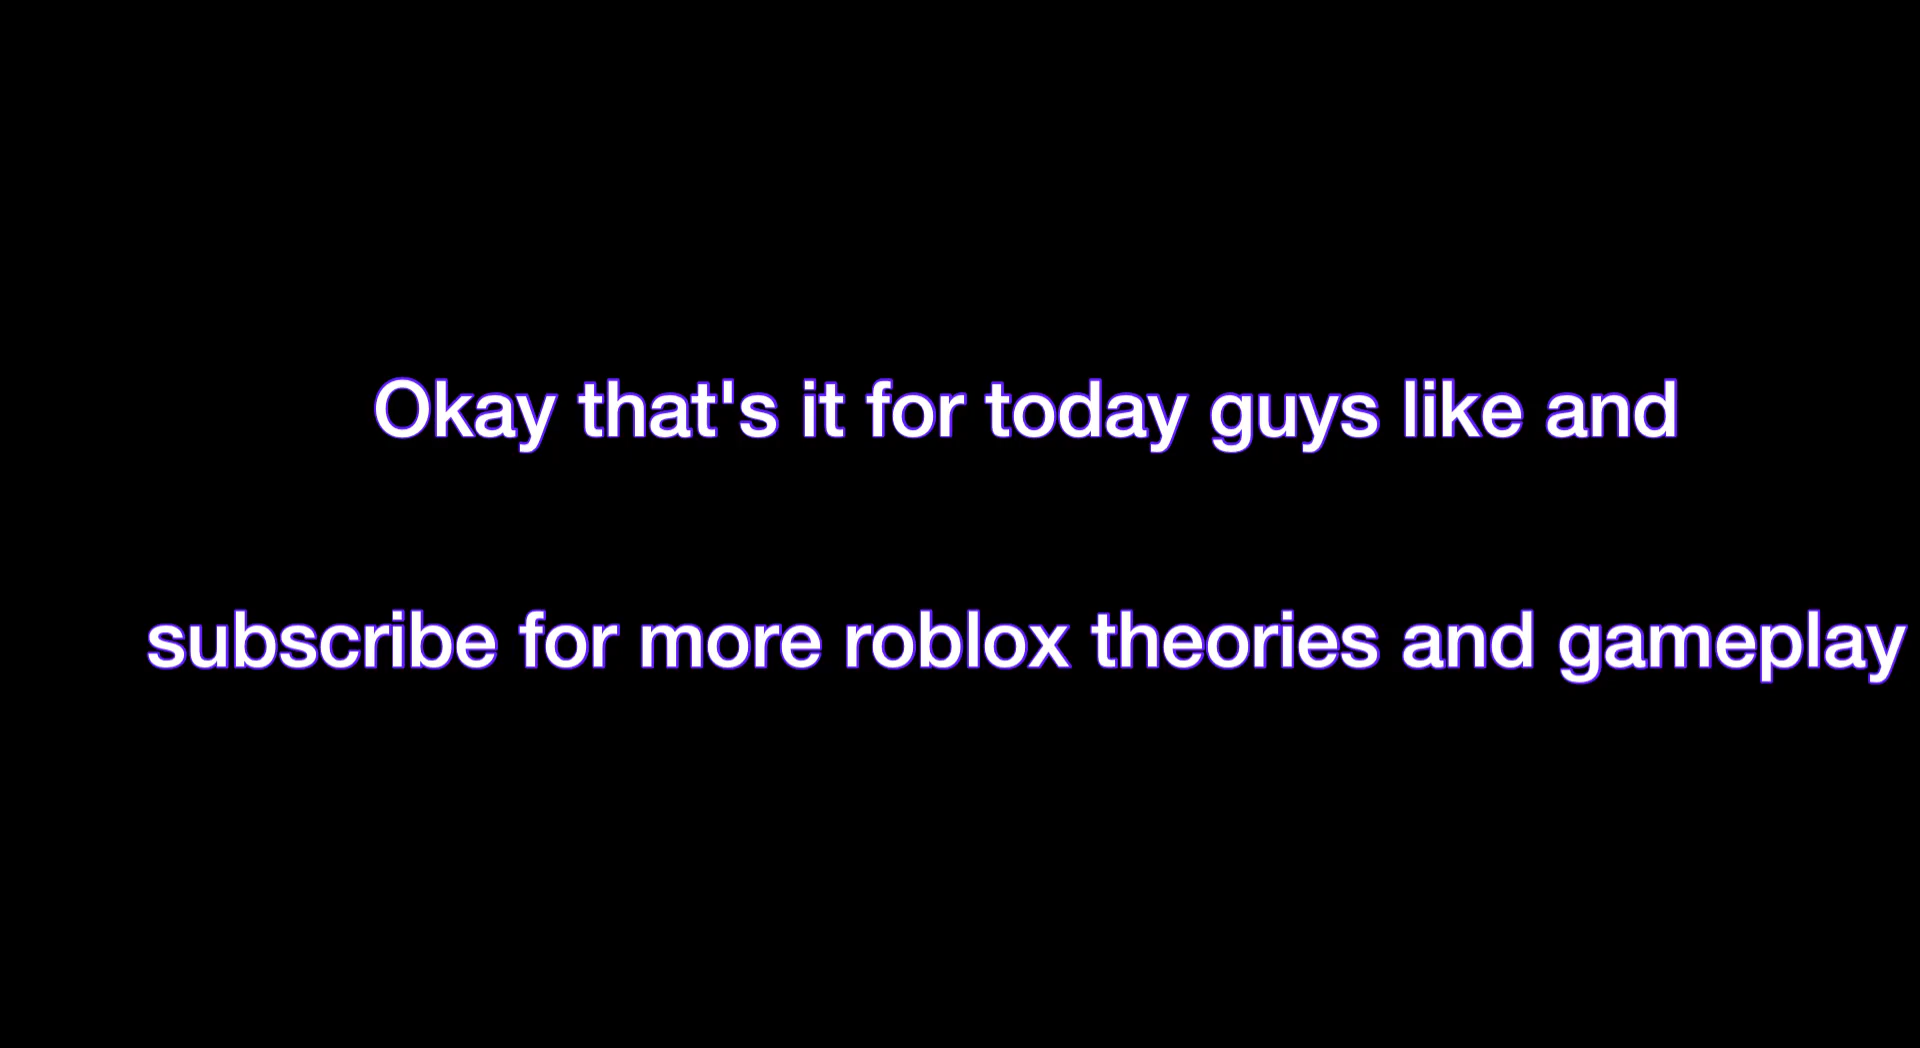 Okay that's it for today guys like and
subscribe for more roblox theories and gameplay